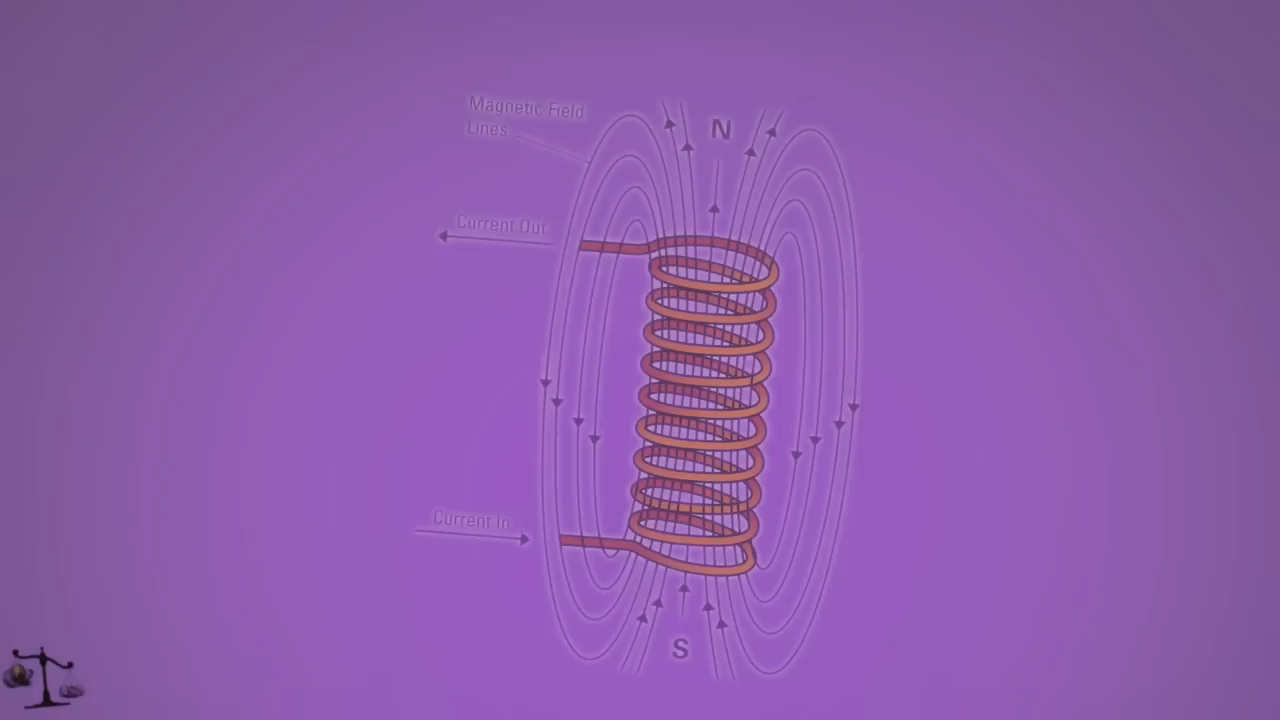 Magnetic Field
Lines
N
Current Out
Current In
S